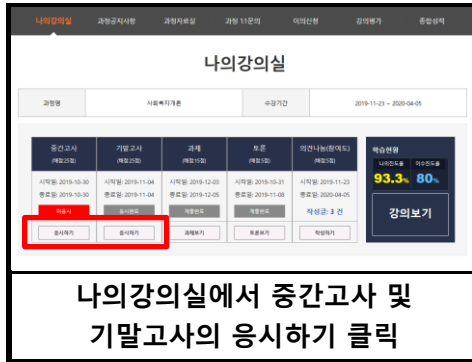 나의강의실 과정공지사항 과정자료실 과정 1:1문의 이의신청 강의평가 종합성적
나의강의실
과정명 사회복지개론 수강기간 2019-11-23 ~ 2020-04-05
중간고사 기말고사 과제 토론 의견나눔(참여도) 학습현황
(배점25점) (배점25점) (배점15점) (배점5점) (배점5점)
나의진도율 이수진도율
93.3% 80%
시작일: 2019-10-30 시작일: 2019-11-04 시작일: 2019-12-03 시작일: 2019-10-31 시작일: 2019-11-23
종료일: 2019-10-30 종료일: 2019-11-04 종료일: 2019-12-05 종료일: 2019-11-08 종료일: 2020-04-05
미응시 응시완료 제출완료 제출완료 작성글: 3 건
강의보기
응시하기 응시하기 과제보기 토론보기 작성하기
나의강의실에서 중간고사 및
기말고사의 응시하기 클릭